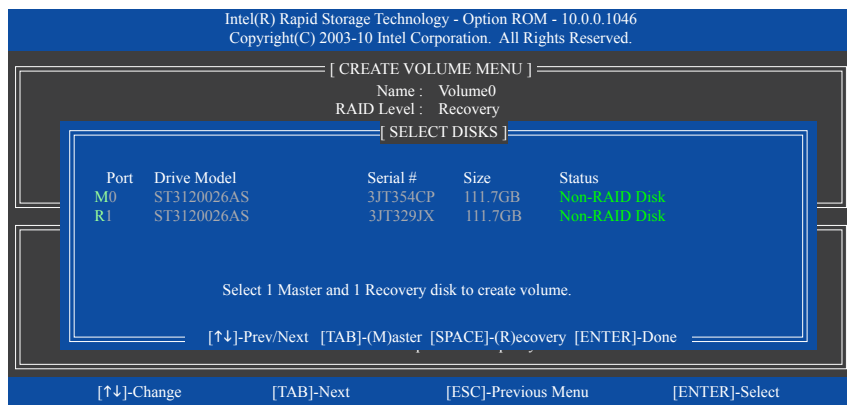 Intel(R) Rapid Storage Technology - Option ROM - 10.0.0.1046
Copyright(C) 2003-10 Intel Corporation. All Rights Reserved.
[ CREATE VOLUME MENU ]
Name : Volume0
RAID Level : Recovery
[ SELECT DISKS ]
Port Drive Model Serial # Size Status
M0 ST3120026AS 3JT354CP 111.7GB Non-RAID Disk
R1 ST3120026AS 3JT329JX 111.7GB Non-RAID Disk
Select 1 Master and 1 Recovery disk to create volume.
[↑↓]-Prev/Next [TAB]-(M)aster [SPACE]-(R)ecovery [ENTER]-Done
[↑↓]-Change [TAB]-Next [ESC]-Previous Menu [ENTER]-Select